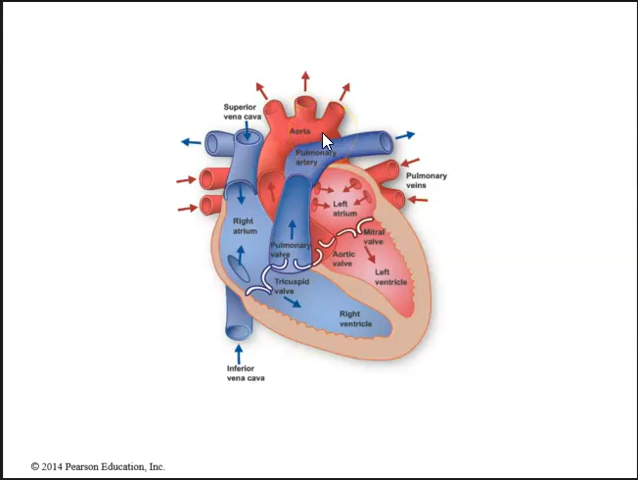 Superior
vena cava
Aorta
Pulmonary
artery
Pulmonary
veins
Left
atrium
Right
atrium
Mitral
valve
Pulmonary
valve
Aortic
valve
Left
ventricle
Tricuspid
valve
Right
ventricle
Inferior
vena cava
© 2014 Pearson Education, Inc.